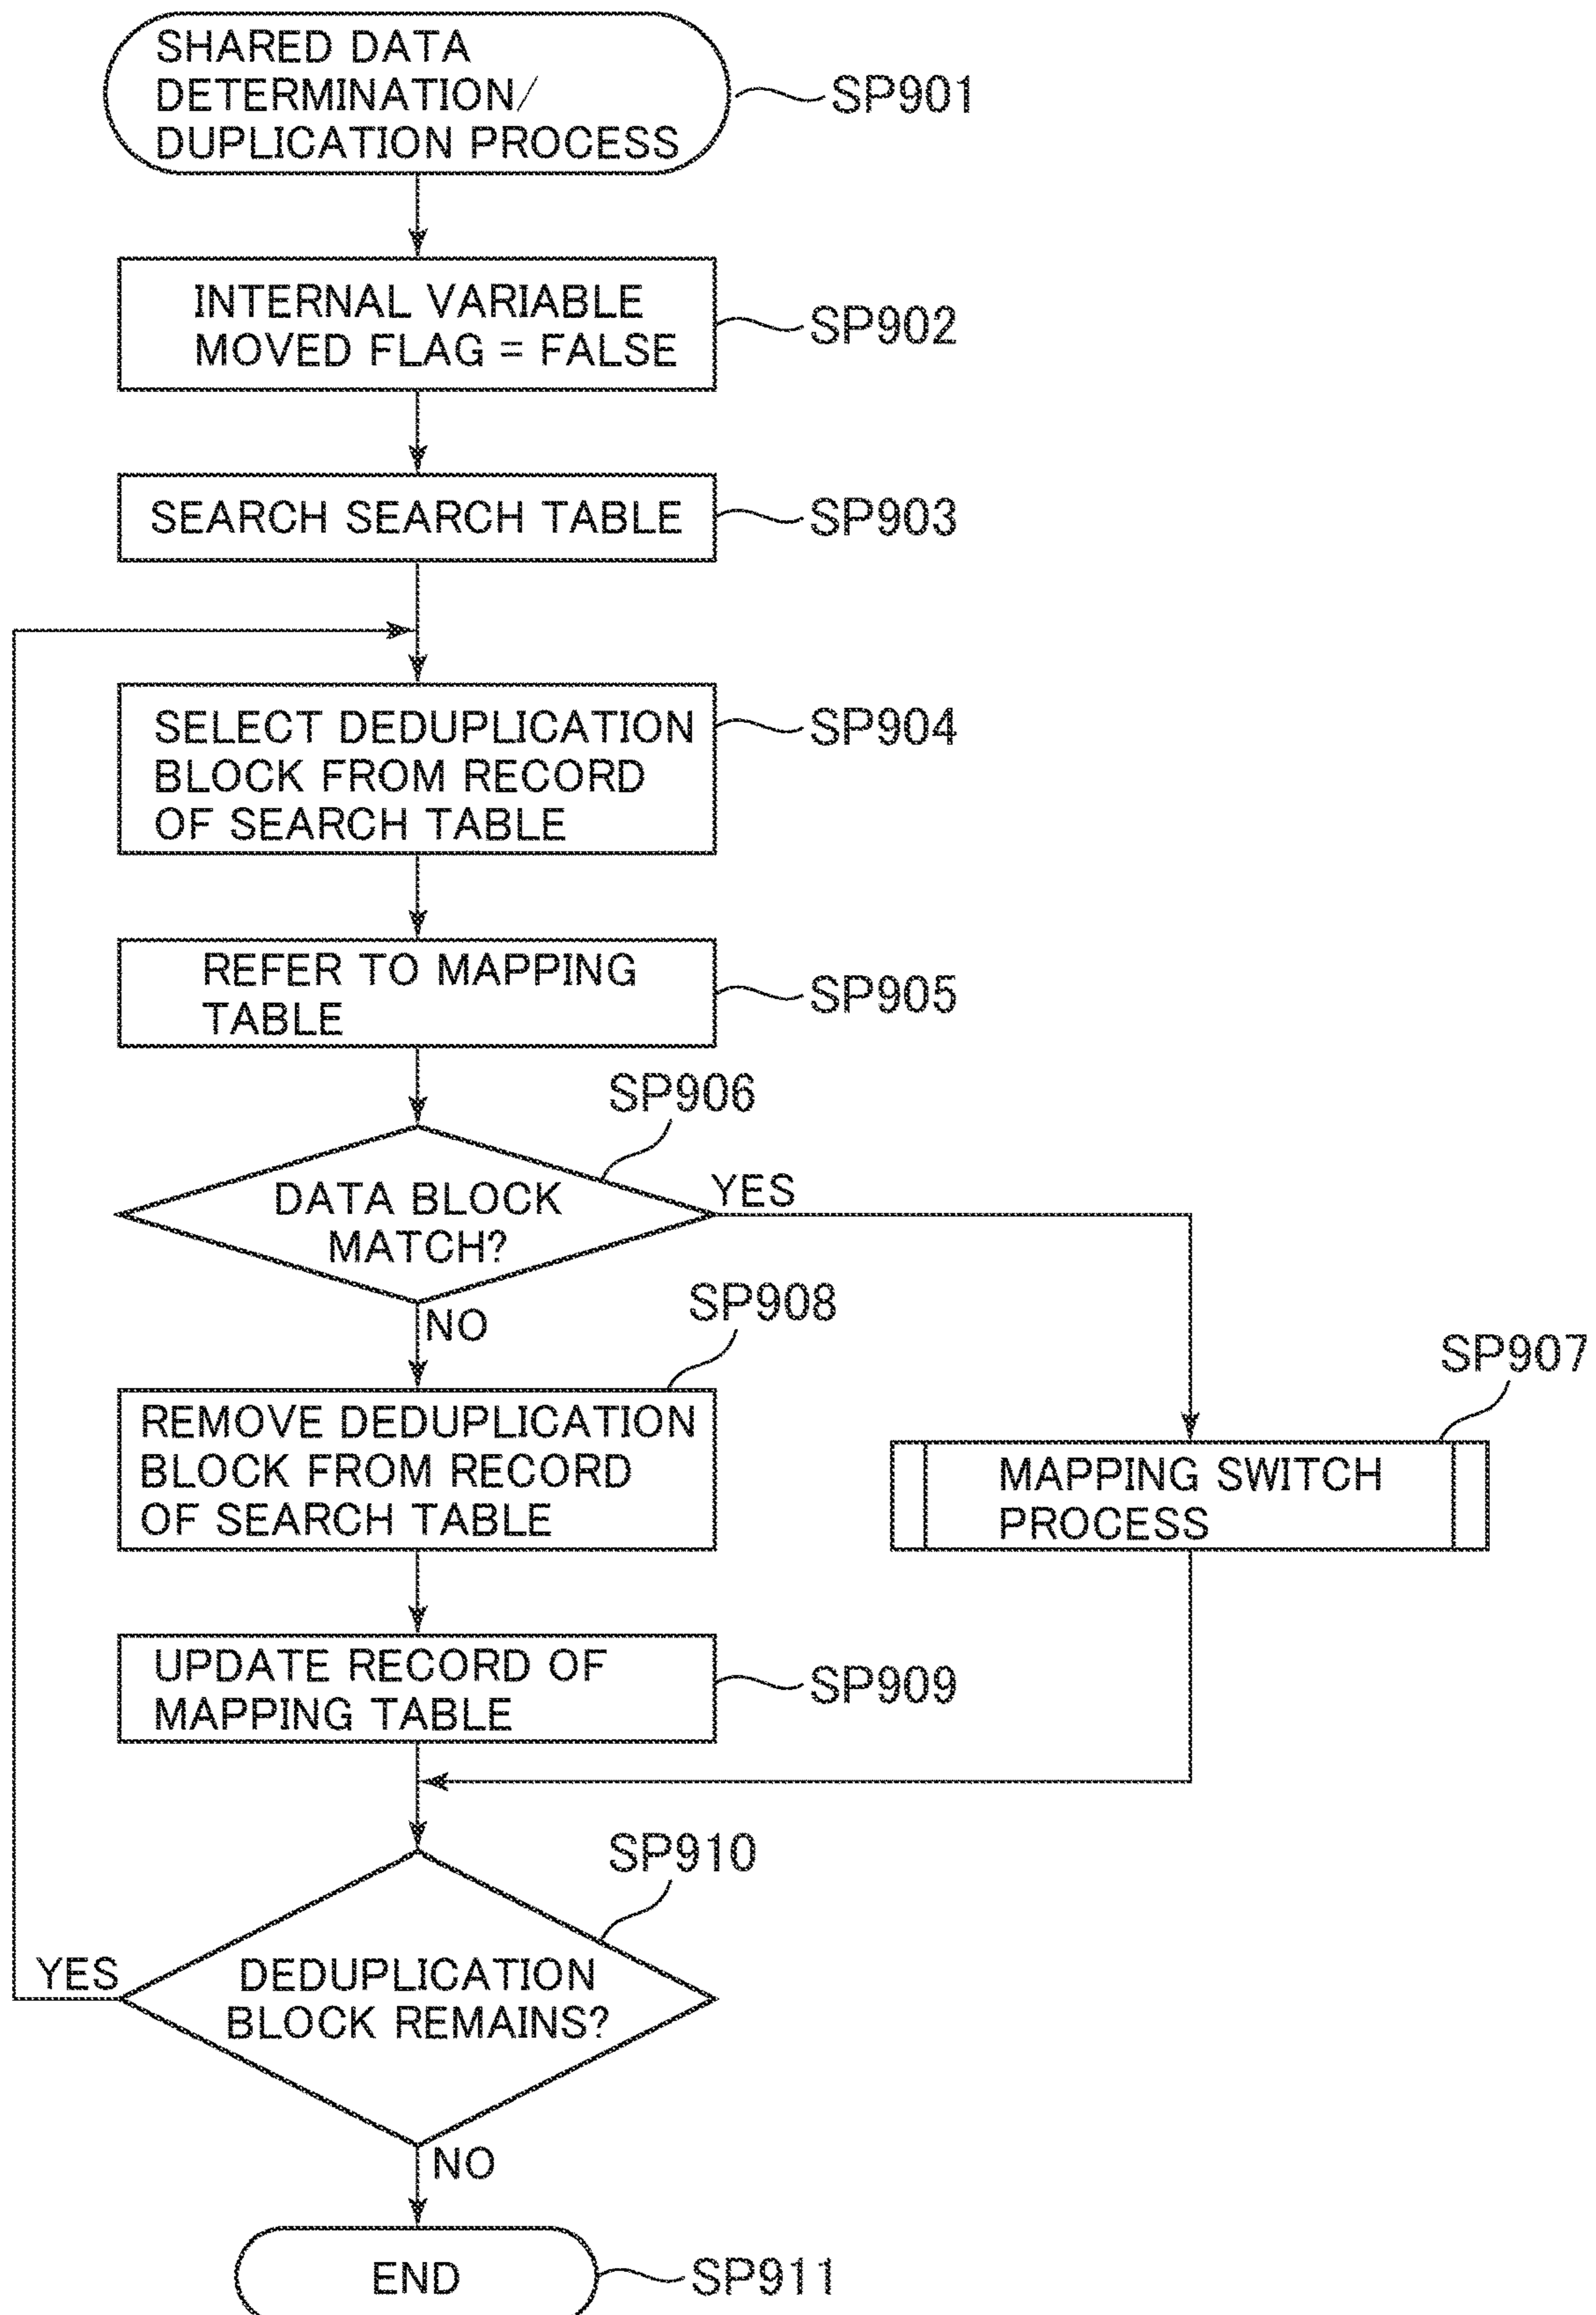 SHARED DATA
DETERMINATION/
DUPLICATION PROCESS
SP901
INTERNAL VARIABLE
MOVED FLAG = FALSE
SP902
SEARCH SEARCH TABLE
SP903
SELECT DEDUPLICATION
BLOCK FROM RECORD
OF SEARCH TABLE
SP904
REFER TO MAPPING
TABLE
SP905
SP906
DATA BLOCK
MATCH?
YES
NO
SP908
SP907
REMOVE DEDUPLICATION
BLOCK FROM RECORD
OF SEARCH TABLE
MAPPING SWITCH
PROCESS
UPDATE RECORD OF
MAPPING TABLE
SP909
SP910
YES
DEDUPLICATION
BLOCK REMAINS?
NO
END
SP911